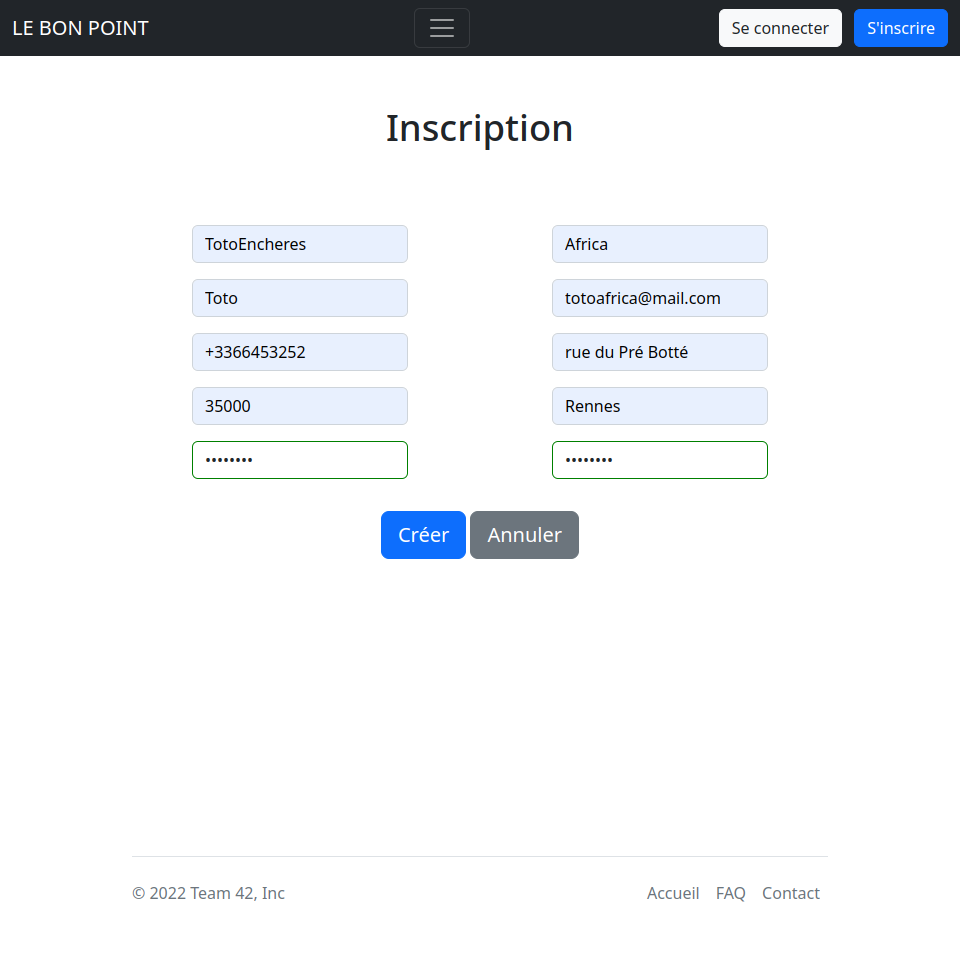 LE BON POINT
Se connecter
S'inscrire
Inscription
TotoEncheres
Africa
Toto
totoafrica@mail.com
+3366453252
rue du Pré Botté
35000
Rennes
••••••••
••••••••
Créer
Annuler
© 2022 Team 42, Inc
Accueil
FAQ
Contact